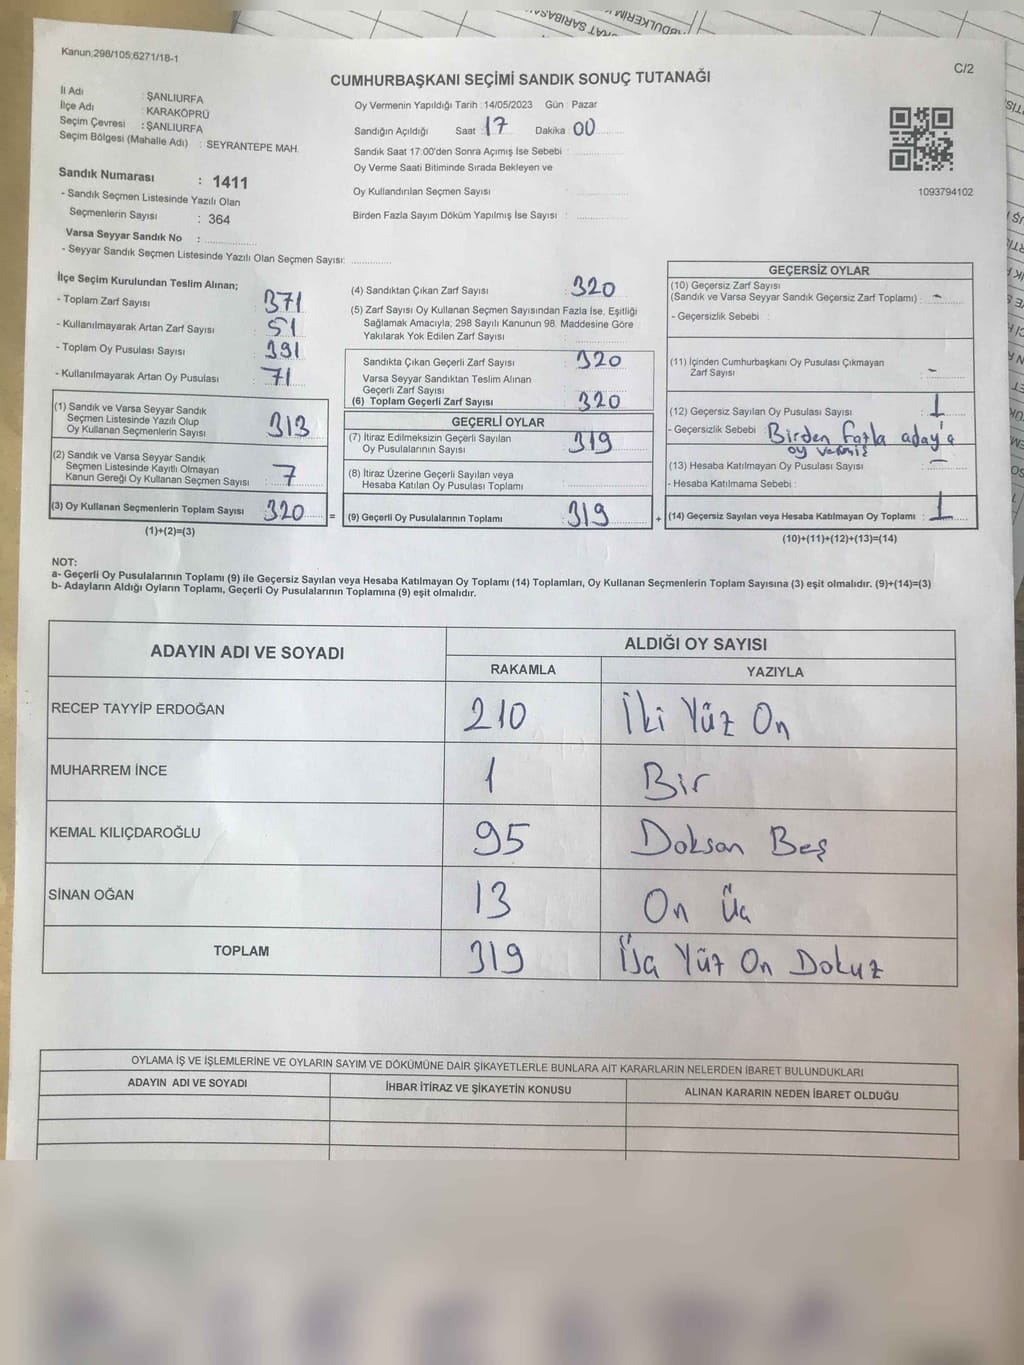 Kanun;298/105;6271/18-1
C/2
CUMHURBAŞKANI SEÇİMİ SANDIK SONUÇ TUTANAĞI
İl Adı : ŞANLIURFA
İlçe Adı : KARAKÖPRÜ
Seçim Çevresi : ŞANLIURFA
Seçim Bölgesi (Mahalle Adı) : SEYRANTEPE MAH.
Sandık Numarası : 1411
- Sandık Seçmen Listesinde Yazılı Olan
Seçmenlerin Sayısı : 364
Varsa Seyyar Sandık No :
- Seyyar Sandık Seçmen Listesinde Yazılı Olan Seçmen Sayısı:
Oy Vermenin Yapıldığı Tarih : 14/05/2023 Gün : Pazar
Sandığın Açıldığı Saat : 17 Dakika : 00
Sandık Saat 17:00'den Sonra Açımış İse Sebebi :
Oy Verme Saati Bitiminde Sırada Bekleyen ve
Oy Kullandırılan Seçmen Sayısı :
Birden Fazla Sayım Döküm Yapılmış İse Sayısı :
1093794102
İlçe Seçim Kurulundan Teslim Alınan;
- Toplam Zarf Sayısı : 371
- Kullanılmayarak Artan Zarf Sayısı : 51
- Toplam Oy Pusulası Sayısı : 391
- Kullanılmayarak Artan Oy Pusulası : 71
(1) Sandık ve Varsa Seyyar Sandık
Seçmen Listesinde Yazılı Olup
Oy Kullanan Seçmenlerin Sayısı : 313
(2) Sandık ve Varsa Seyyar Sandık
Seçmen Listesinde Kayıtlı Olmayan
Kanun Gereği Oy Kullanan Seçmen Sayısı : 7
(3) Oy Kullanan Seçmenlerin Toplam Sayısı : 320 =
(1)+(2)=(3)
(4) Sandıktan Çıkan Zarf Sayısı : 320
(5) Zarf Sayısı Oy Kullanan Seçmen Sayısından Fazla İse, Eşitliği
Sağlamak Amacıyla; 298 Sayılı Kanunun 98. Maddesine Göre
Yakılarak Yok Edilen Zarf Sayısı :
Sandıkta Çıkan Geçerli Zarf Sayısı : 320
Varsa Seyyar Sandıktan Teslim Alınan
Geçerli Zarf Sayısı :
(6) Toplam Geçerli Zarf Sayısı : 320
GEÇERLİ OYLAR
(7) İtiraz Edilmeksizin Geçerli Sayılan
Oy Pusulalarının Sayısı : 319
(8) İtiraz Üzerine Geçerli Sayılan veya
Hesaba Katılan Oy Pusulası Toplamı :
(9) Geçerli Oy Pusulalarının Toplamı : 319 +
GEÇERSİZ OYLAR
(10) Geçersiz Zarf Sayısı
(Sandık ve Varsa Seyyar Sandık Geçersiz Zarf Toplamı) : -
- Geçersizlik Sebebi :
(11) İçinden Cumhurbaşkanı Oy Pusulası Çıkmayan
Zarf Sayısı : -
(12) Geçersiz Sayılan Oy Pusulası Sayısı : 1
- Geçersizlik Sebebi : Birden fazla aday'a
oy vermiş
(13) Hesaba Katılmayan Oy Pusulası Sayısı : -
- Hesaba Katılmama Sebebi :
(14) Geçersiz Sayılan veya Hesaba Katılmayan Oy Toplamı : 1
(10)+(11)+(12)+(13)=(14)
NOT:
a- Geçerli Oy Pusulalarının Toplamı (9) ile Geçersiz Sayılan veya Hesaba Katılmayan Oy Toplamı (14) Toplamları, Oy Kullanan Seçmenlerin Toplam Sayısına (3) eşit olmalıdır. (9)+(14)=(3)
b- Adayların Aldığı Oyların Toplamı, Geçerli Oy Pusulalarının Toplamına (9) eşit olmalıdır.
ADAYIN ADI VE SOYADI
ALDIĞI OY SAYISI
RAKAMLA YAZIYLA
RECEP TAYYİP ERDOĞAN 210 İki Yüz On
MUHARREM İNCE 1 Bir
KEMAL KILIÇDAROĞLU 95 Doksan Beş
SİNAN OĞAN 13 On Üç
TOPLAM 319 Üç Yüz On Dokuz
OYLAMA İŞ VE İŞLEMLERİNE VE OYLARIN SAYIM VE DÖKÜMÜNE DAİR ŞİKAYETLERLE BUNLARA AİT KARARLARIN NELERDEN İBARET BULUNDUKLARI
ADAYIN ADI VE SOYADI İHBAR İTİRAZ VE ŞİKAYETİN KONUSU ALINAN KARARIN NEDEN İBARET OLDUĞU